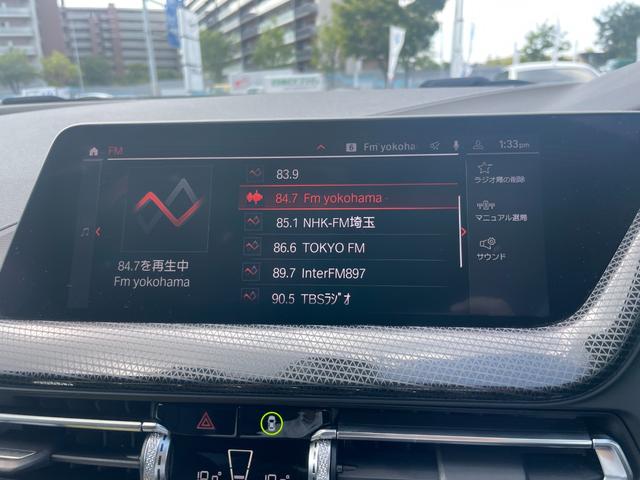 FM
6 Fm yokoha
1:33pm
83.9
84.7 Fm yokohama
85.1 NHK-FM埼玉
86.6 TOKYO FM
89.7 InterFM897
90.5 TBSﾗｼﾞｵ
84.7を再生中
Fm yokohama
ラジオ局の削除
マニュアル選局
サウンド